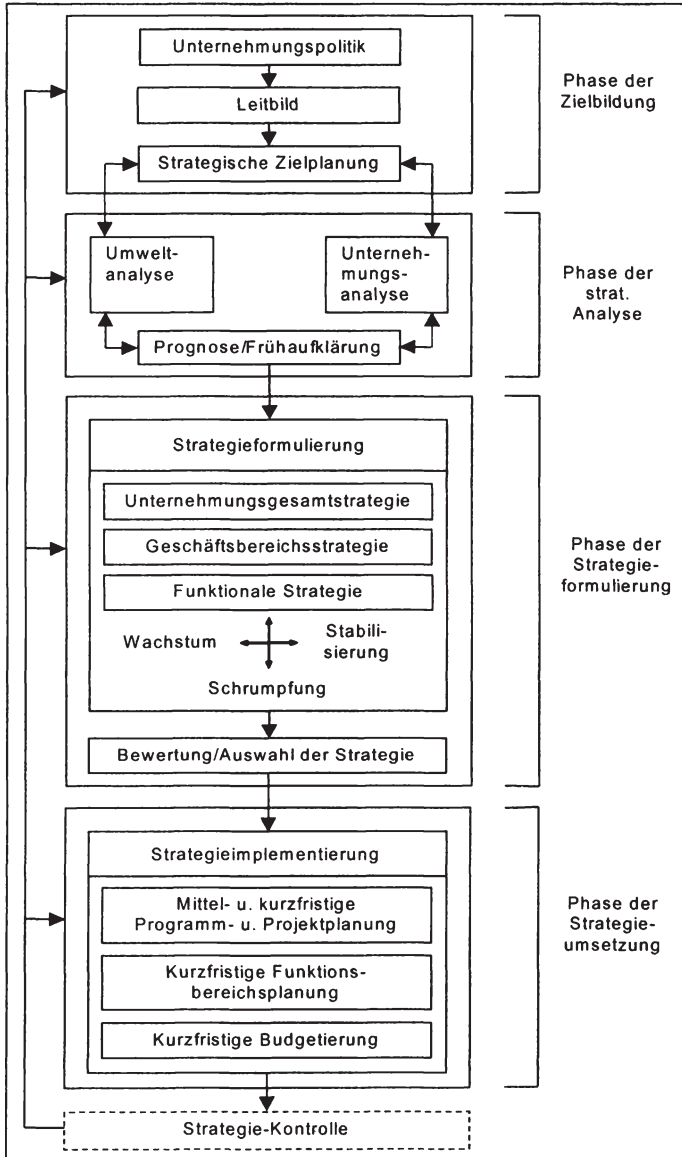 Unternehmungspolitik
Leitbild
Strategische Zielplanung
Phase der
Zielbildung
Umwelt-
analyse
Unterneh-
mungs-
analyse
Prognose/Frühaufklärung
Phase der
strat.
Analyse
Strategieformulierung
Unternehmungsgesamtstrategie
Geschäftsbereichsstrategie
Funktionale Strategie
Wachstum
Stabili-
sierung
Schrumpfung
Bewertung/Auswahl der Strategie
Phase der
Strategie-
formulierung
Strategieimplementierung
Mittel- u. kurzfristige
Programm- u. Projektplanung
Kurzfristige Funktions-
bereichsplanung
Kurzfristige Budgetierung
Phase der
Strategie-
umsetzung
Strategie-Kontrolle